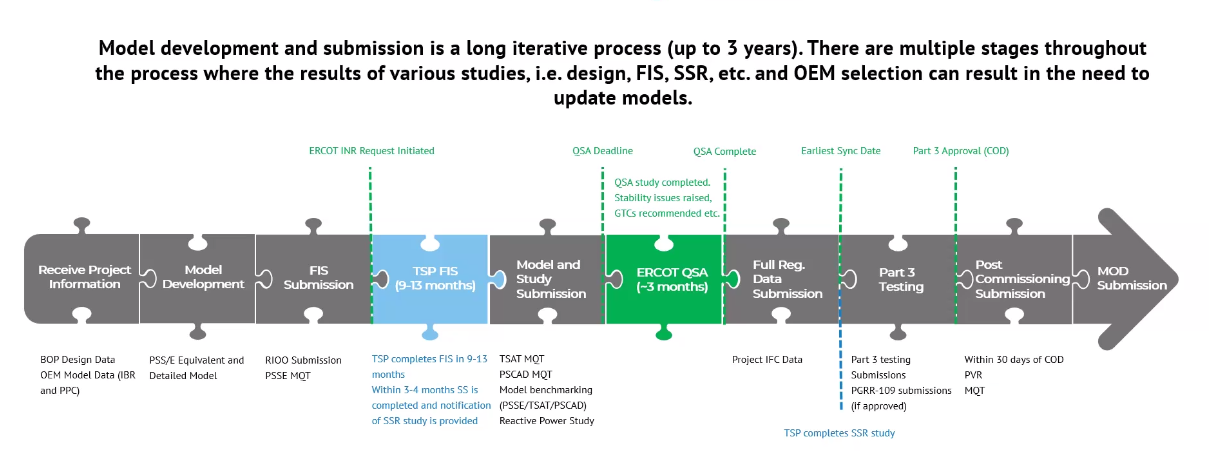 Model development and submission is a long iterative process (up to 3 years). There are multiple stages throughout
the process where the results of various studies, i.e. design, FIS, SSR, etc. and OEM selection can result in the need to
update models.
ERCOT INR Request Initiated
QSA Deadline
QSA Complete
Earliest Sync Date
Part 3 Approval (COD)
QSA study completed.
Stability issues raised,
GTCs recommended etc.
Receive Project
Information
Model
Development
FIS
Submission
TSP FIS
(9-13 months)
Model and
Study
Submission
ERCOT QSA
(~3 months)
Full Reg.
Data
Submission
Part 3
Testing
Post
Commissioning
Submission
MOD
Submission
BOP Design Data
OEM Model Data (IBR
and PPC)
PSS/E Equivalent and
Detailed Model
RIOO Submission
PSSE MQT
TSP completes FIS in 9-13
months
Within 3-4 months SS is
completed and notification
of SSR study is provided
TSAT MQT
PSCAD MQT
Model benchmarking
(PSSE/TSAT/PSCAD)
Reactive Power Study
Project IFC Data
Part 3 testing
Submissions
PGRR-109 submissions
(if approved)
Within 30 days of COD
PVR
MQT
TSP completes SSR study